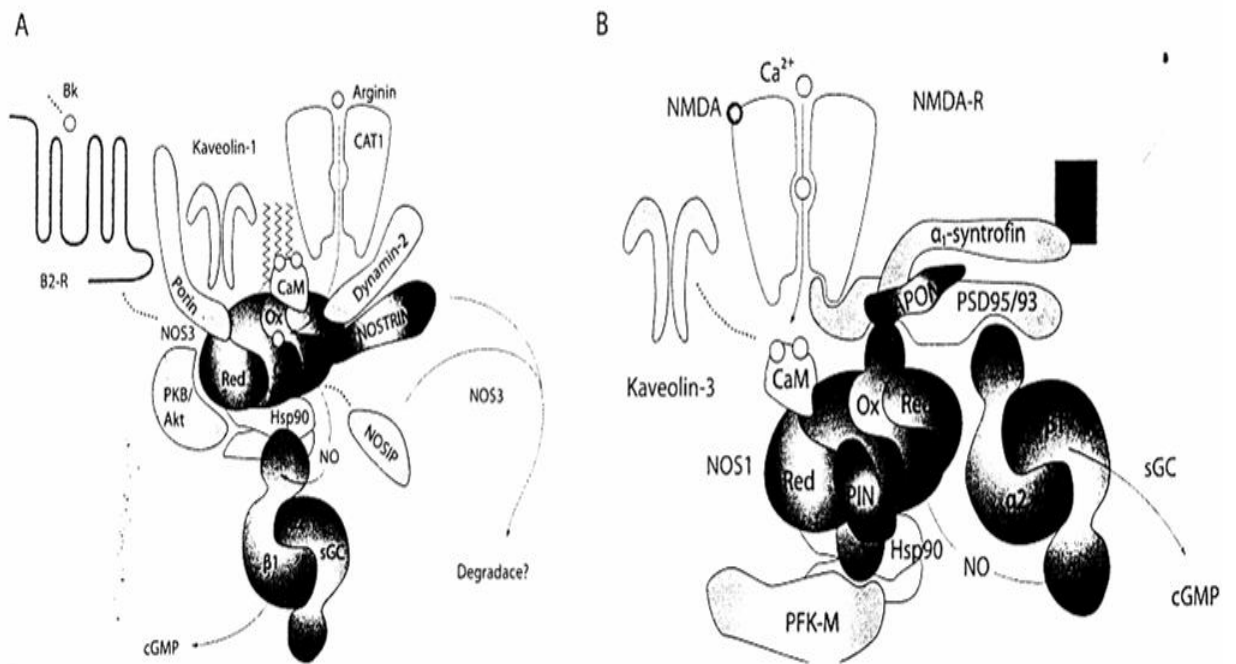 A
Bk
Arginin
Kaveolin-1
CAT1
B2-R
Porin
CaM
Dynamin-2
NOS3
Ox
NOSTRIN
Red
PKB/
Akt
Hsp90
NOS3
NOSIP
NO
β1
sGC
Degradace?
cGMP
B
Ca²⁺
NMDA
NMDA-R
α₁-syntrofin
PON
PSD95/93
CaM
Kaveolin-3
Ox
Red
β1
NOS1
Red
PIN
α2
sGC
Hsp90
NO
cGMP
PFK-M